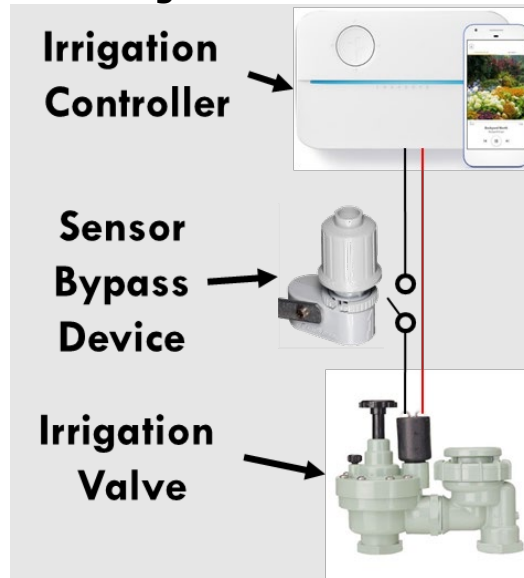 Irrigation
Controller
Sensor
Bypass
Device
Irrigation
Valve